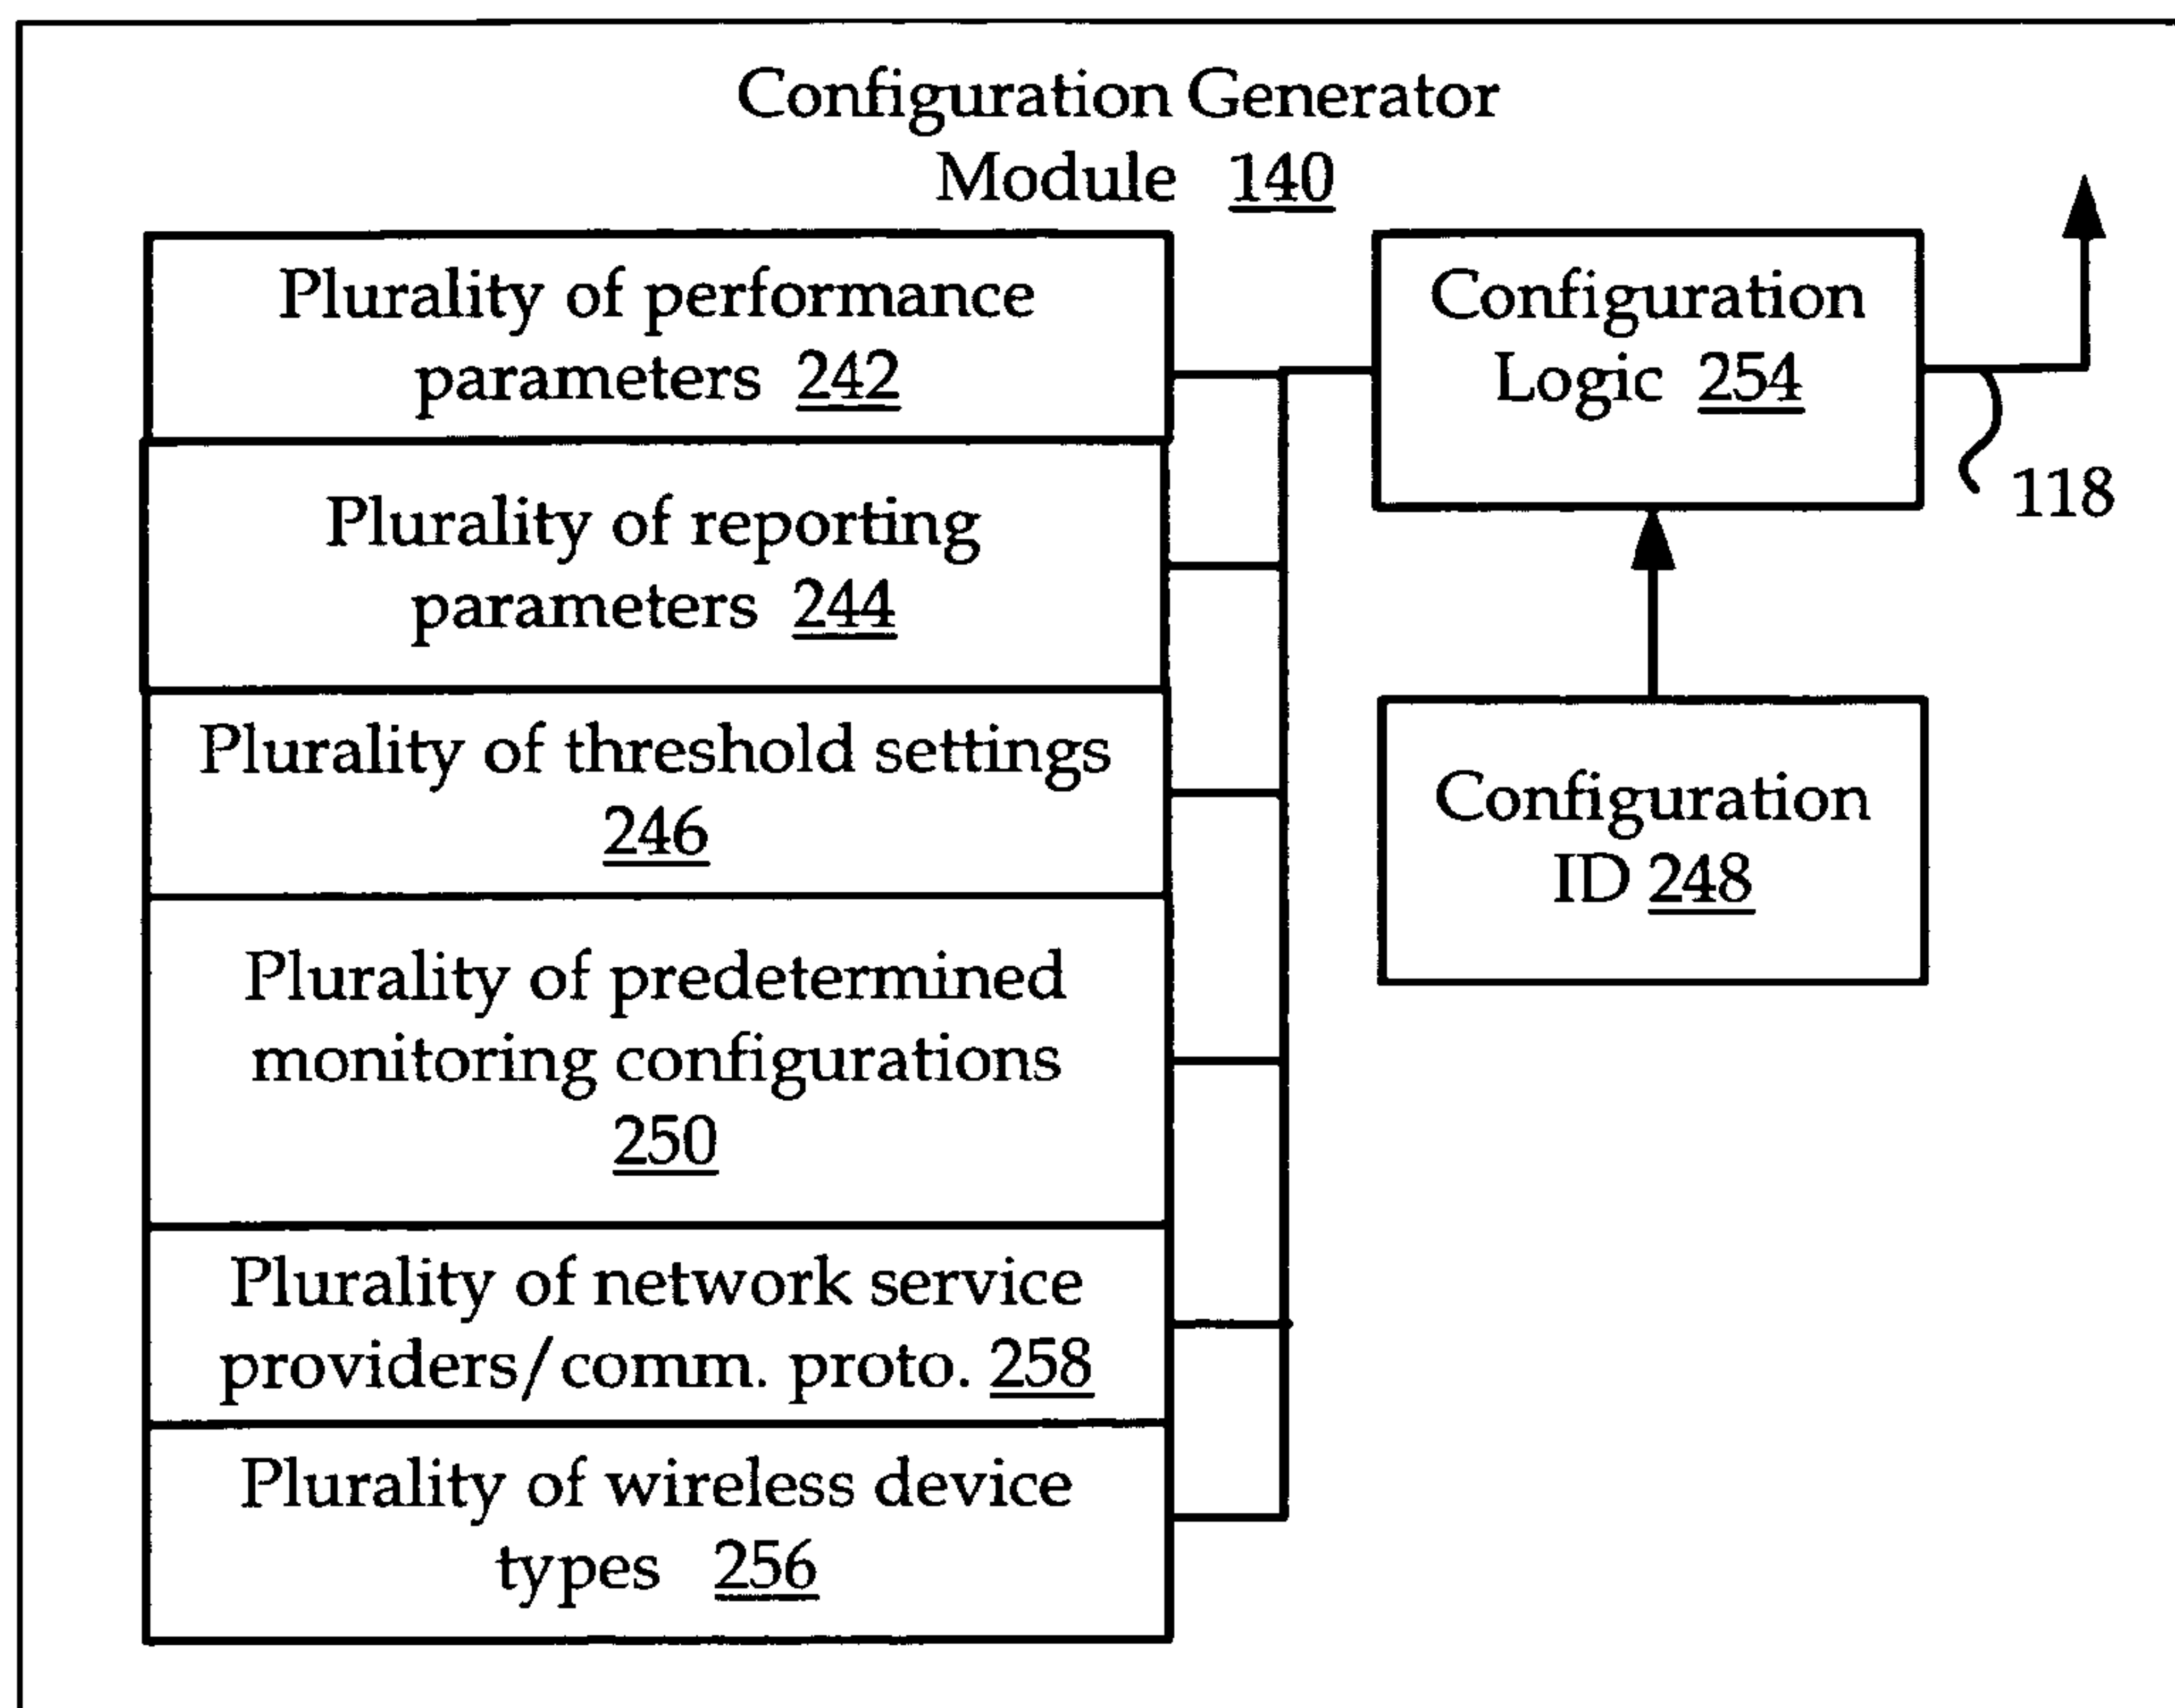 Configuration Generator
Module 140
Plurality of performance
parameters 242
Plurality of reporting
parameters 244
Plurality of threshold settings
246
Plurality of predetermined
monitoring configurations
250
Plurality of network service
providers/comm. proto. 258
Plurality of wireless device
types 256
Configuration
Logic 254
118
Configuration
ID 248